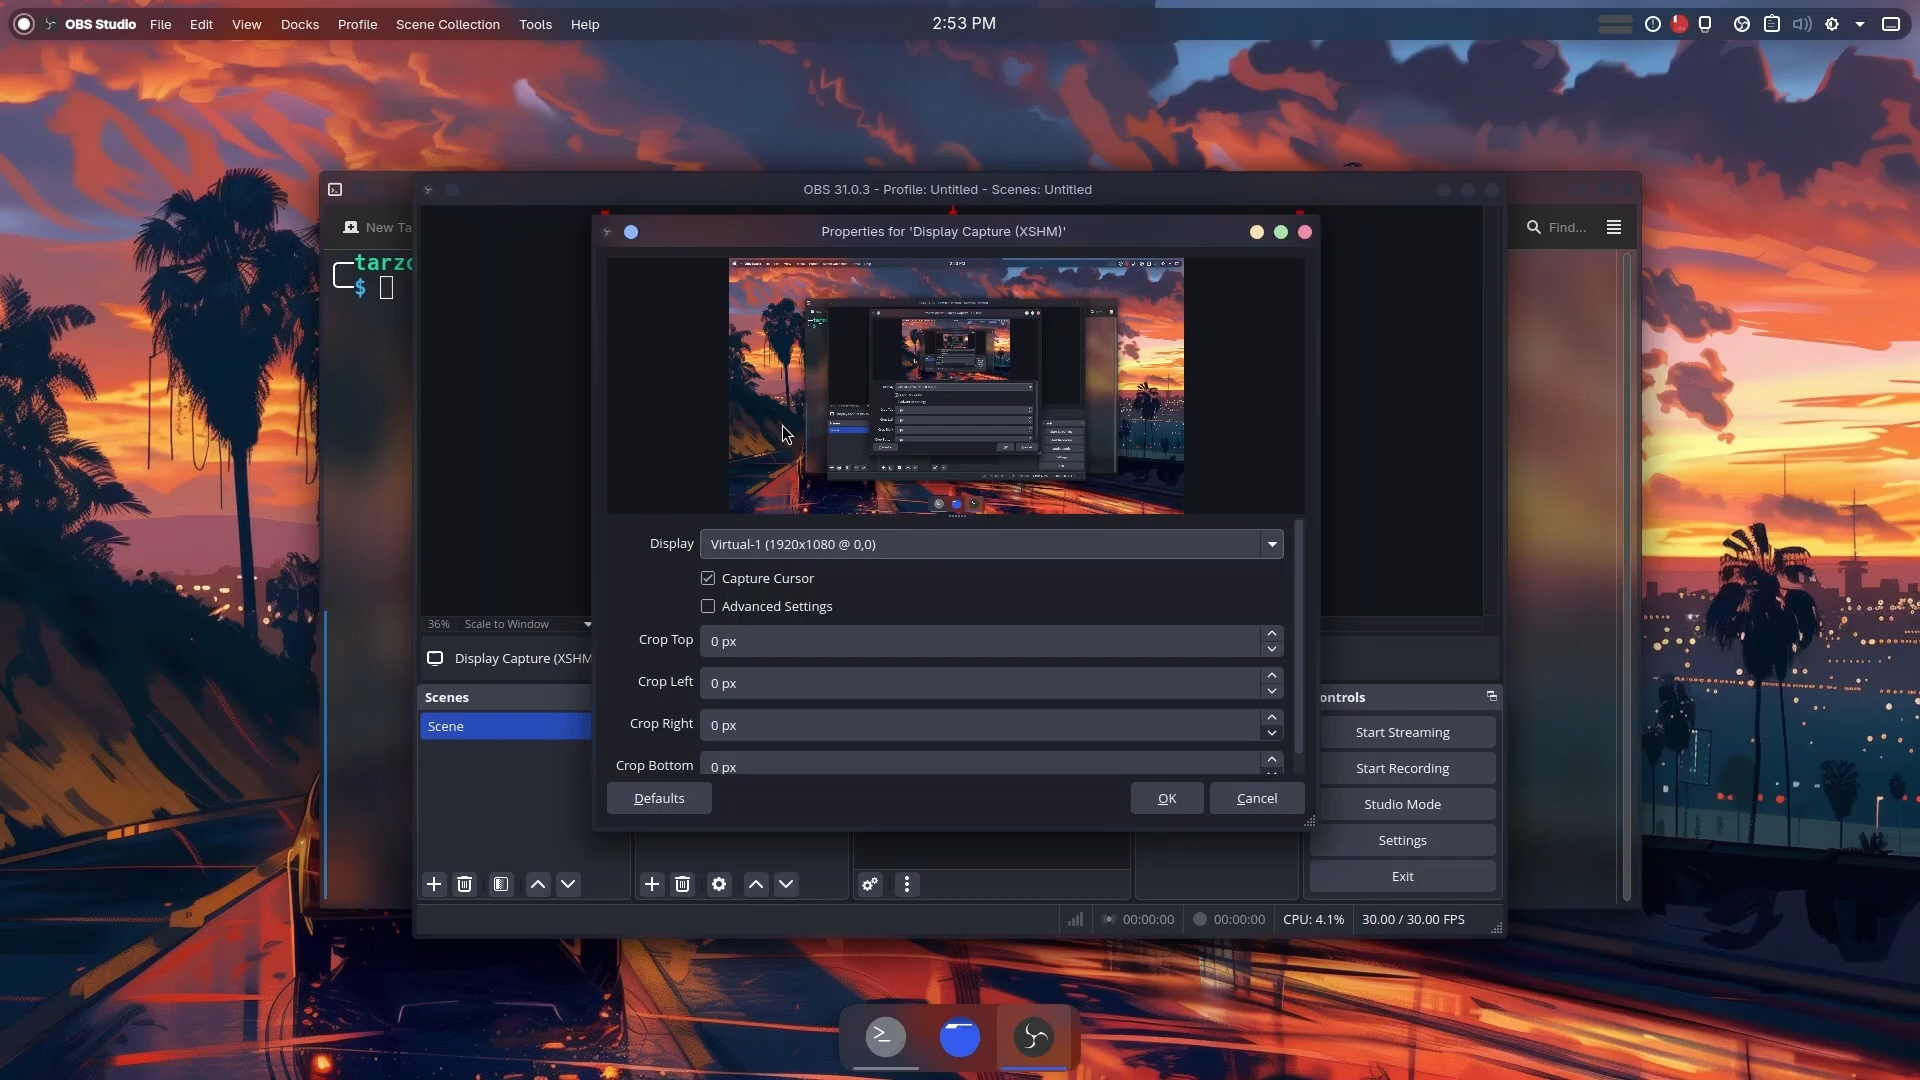 OBS Studio File Edit View Docks Profile Scene Collection Tools Help 2:53 PM
OBS 31.0.3 - Profile: Untitled - Scenes: Untitled
New Ta
Find...
Properties for 'Display Capture (XSHM)'
tarzo
$
Display Virtual-1 (1920x1080 @ 0,0)
Capture Cursor
Advanced Settings
36% Scale to Window
Crop Top 0 px
Display Capture (XSHM
Crop Left 0 px
Scenes
ontrols
Crop Right 0 px
Scene
Start Streaming
Crop Bottom 0 px
Start Recording
Defaults OK Cancel
Studio Mode
Settings
Exit
00:00:00 00:00:00 CPU: 4.1% 30.00 / 30.00 FPS